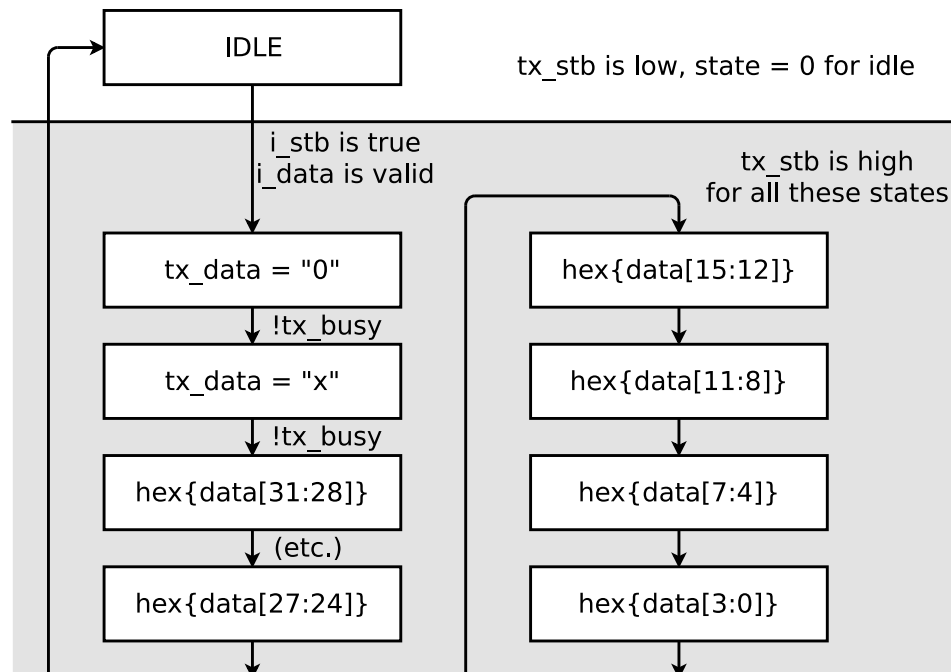 IDLE
tx_stb is low, state = 0 for idle
i_stb is true
i_data is valid
tx_stb is high
for all these states
tx_data = "0"
!tx_busy
tx_data = "x"
!tx_busy
hex{data[31:28]}
(etc.)
hex{data[27:24]}
hex{data[15:12]}
hex{data[11:8]}
hex{data[7:4]}
hex{data[3:0]}